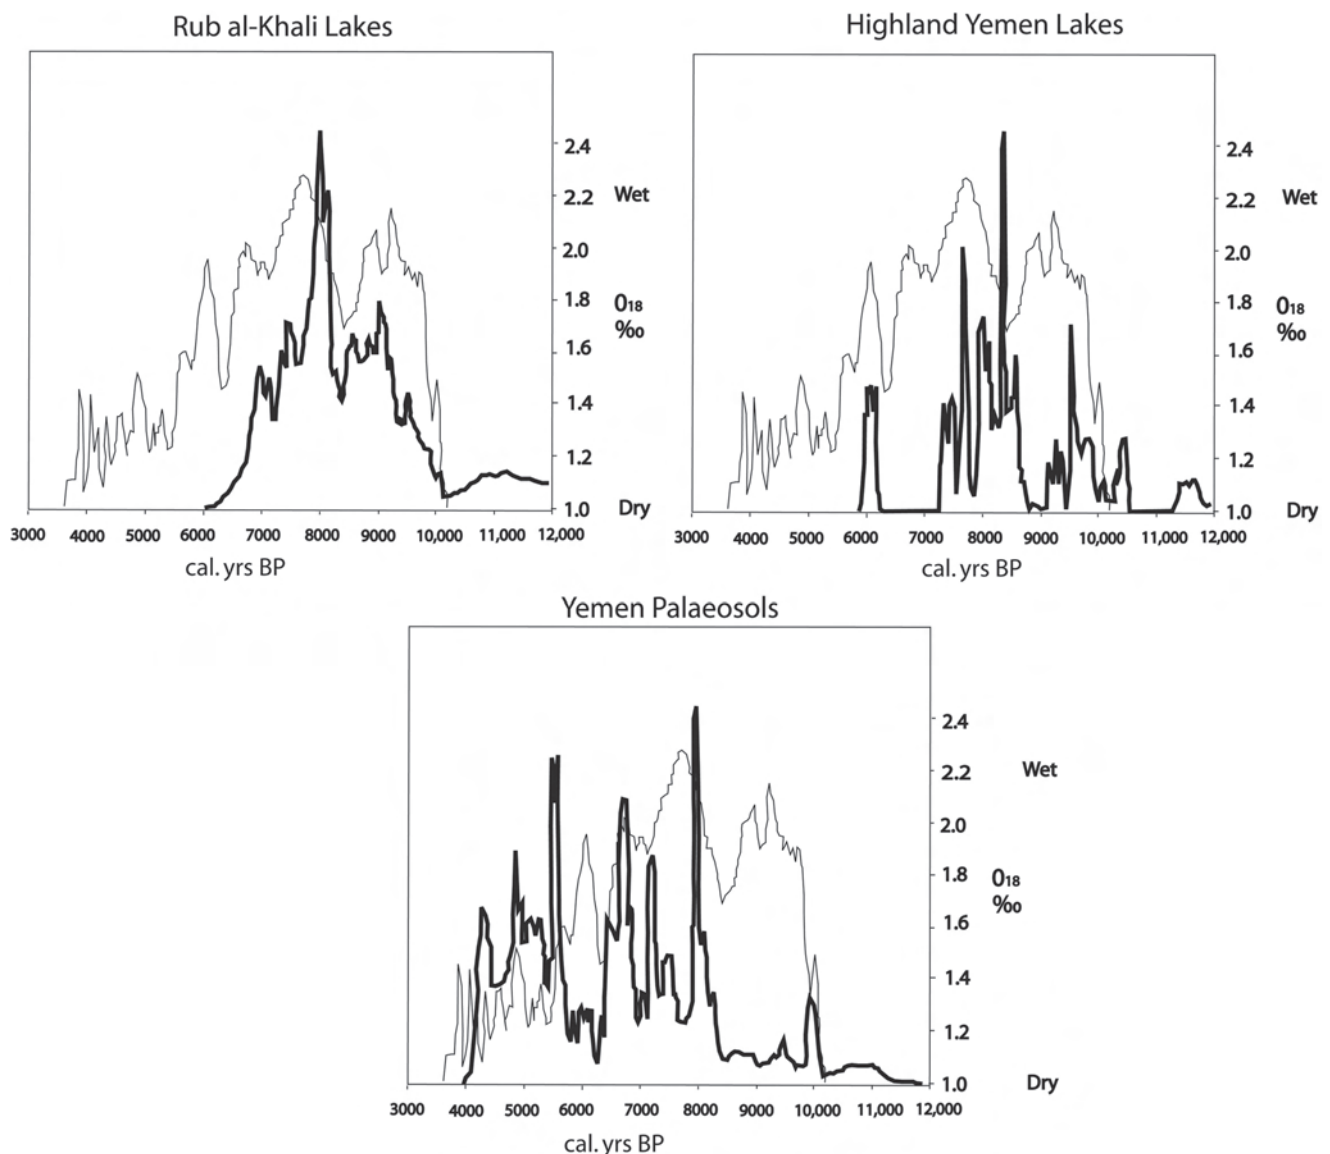 Rub al-Khali Lakes
2.4
2.2 Wet
2.0
1.8
O18
‰
1.6
1.4
1.2
1.0 Dry
3000 4000 5000 6000 7000 8000 9000 10,000 11,000 12,000
cal. yrs BP
Highland Yemen Lakes
2.4
2.2 Wet
2.0
1.8
O18
‰
1.6
1.4
1.2
1.0 Dry
3000 4000 5000 6000 7000 8000 9000 10,000 11,000 12,000
cal. yrs BP
Yemen Palaeosols
2.4
2.2 Wet
2.0
1.8
O18
‰
1.6
1.4
1.2
1.0 Dry
3000 4000 5000 6000 7000 8000 9000 10,000 11,000 12,000
cal. yrs BP